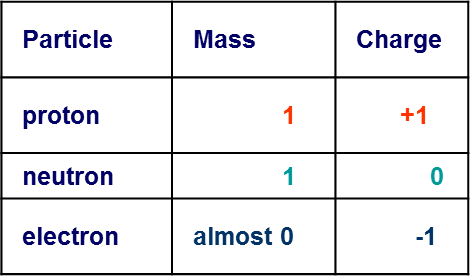 Particle Mass Charge
proton 1 +1
neutron 1 0
electron almost 0 -1